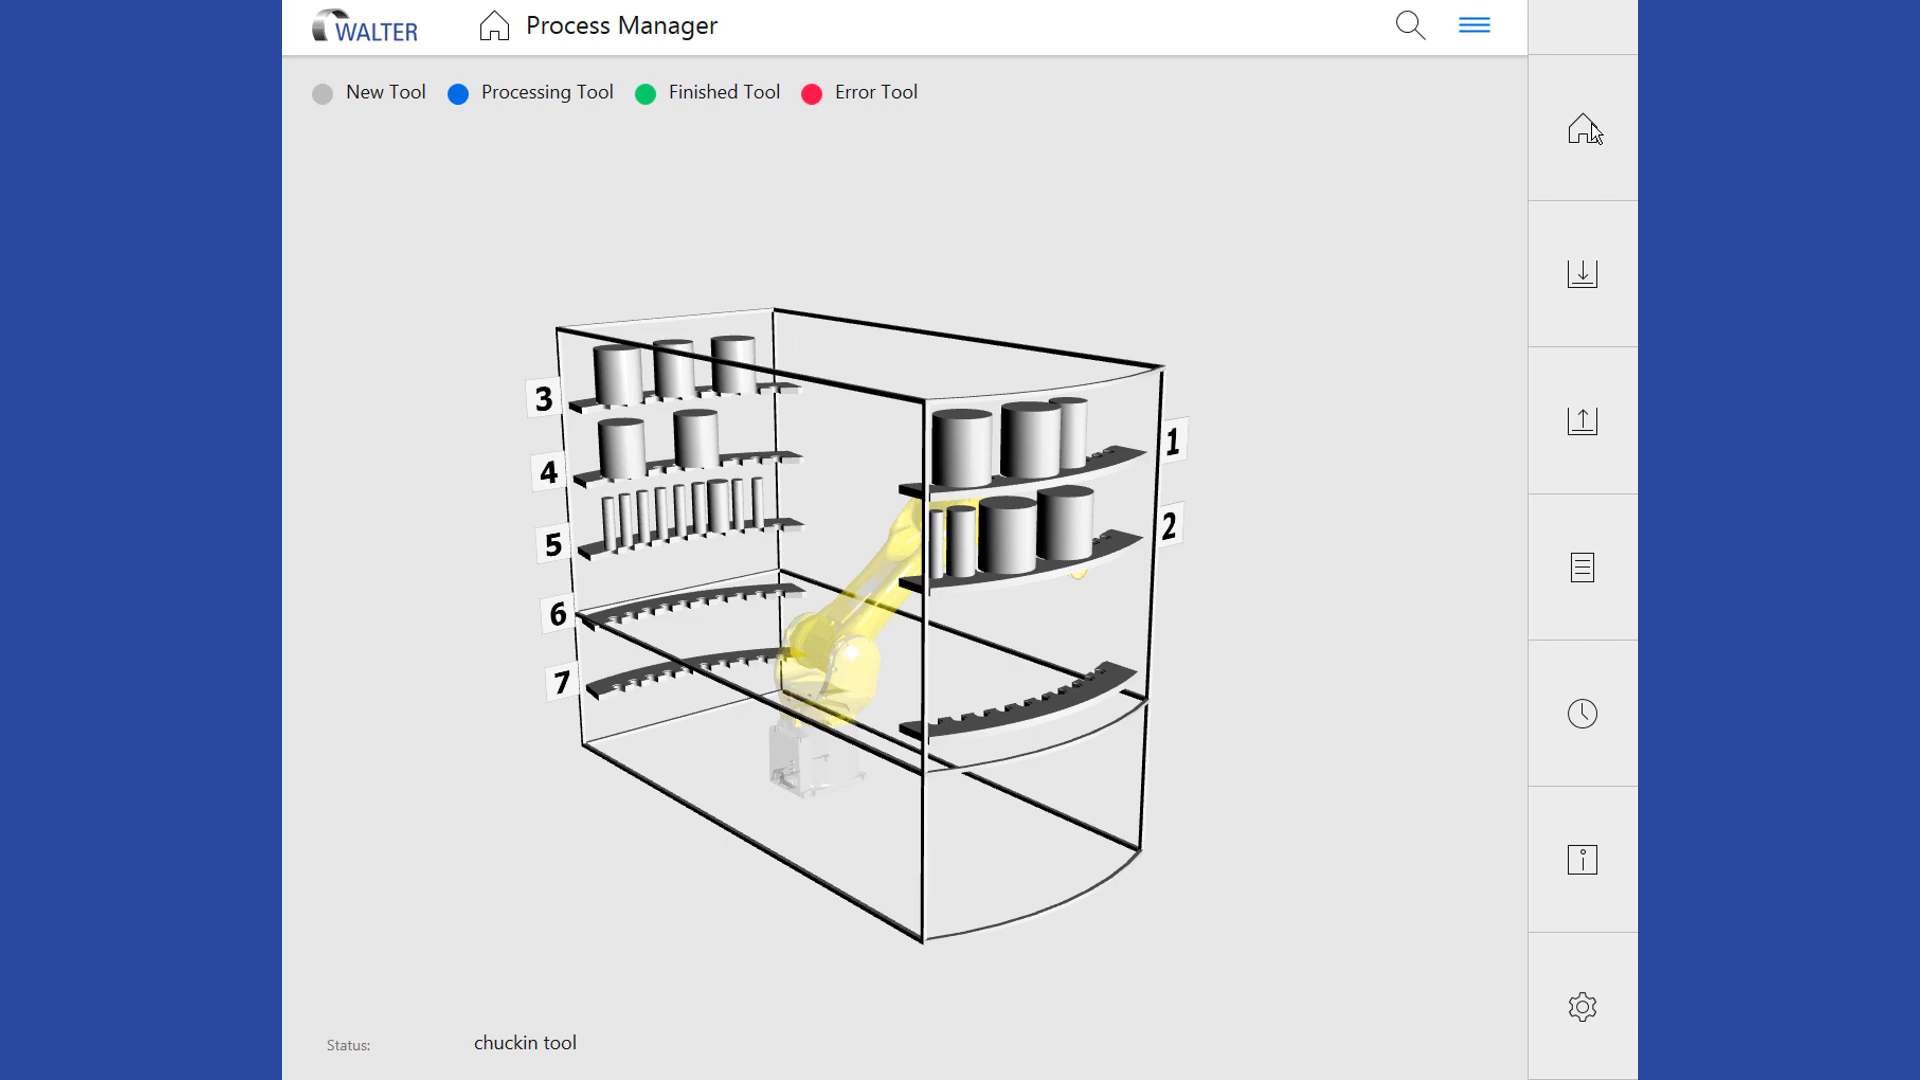 WALTER
Process Manager
New Tool Processing Tool Finished Tool Error Tool
3
1
4
2
5
6
7
Status: chuckin tool